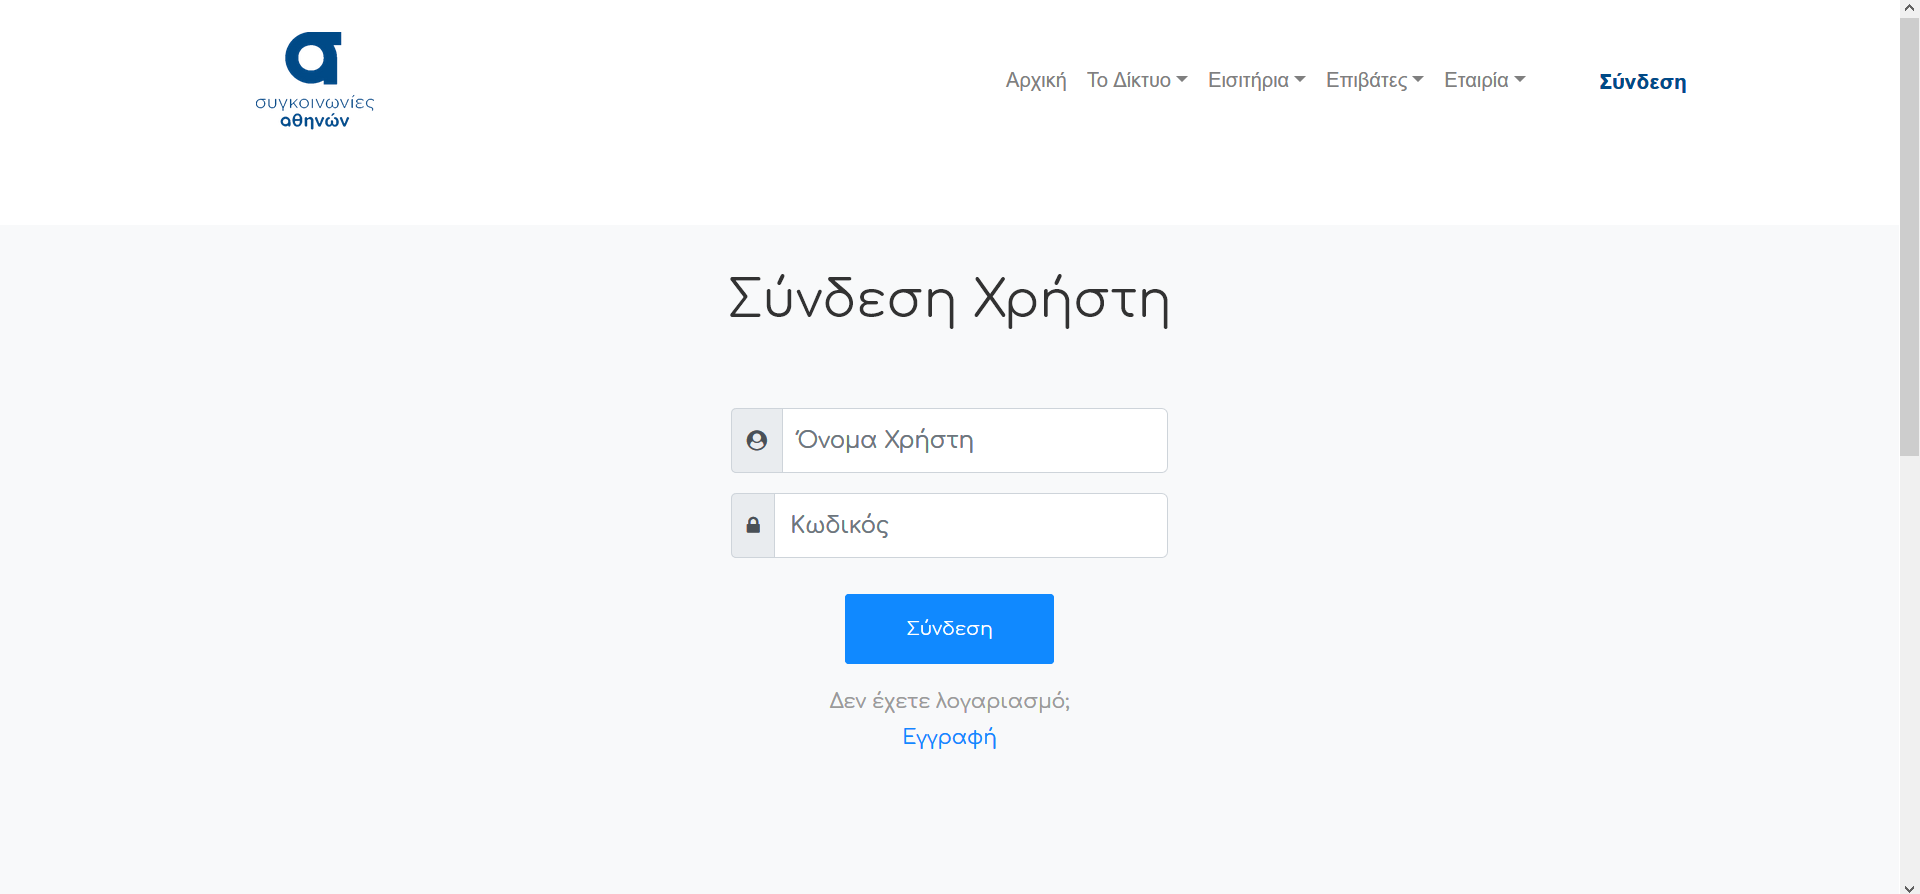 συγκοινωνίες
αθηνών
Αρχική Το Δίκτυο Εισιτήρια Επιβάτες Εταιρία Σύνδεση
Σύνδεση Χρήστη
Όνομα Χρήστη
Κωδικός
Σύνδεση
Δεν έχετε λογαριασμό;
Εγγραφή